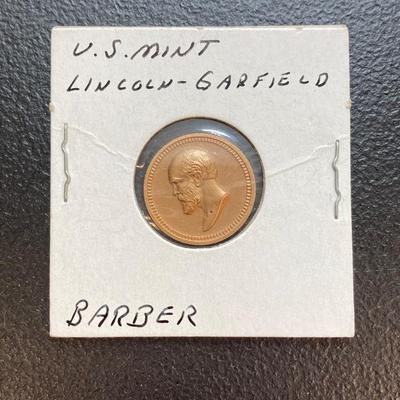 U.S. MINT
LINCOLN-GARFIELD
BARBER